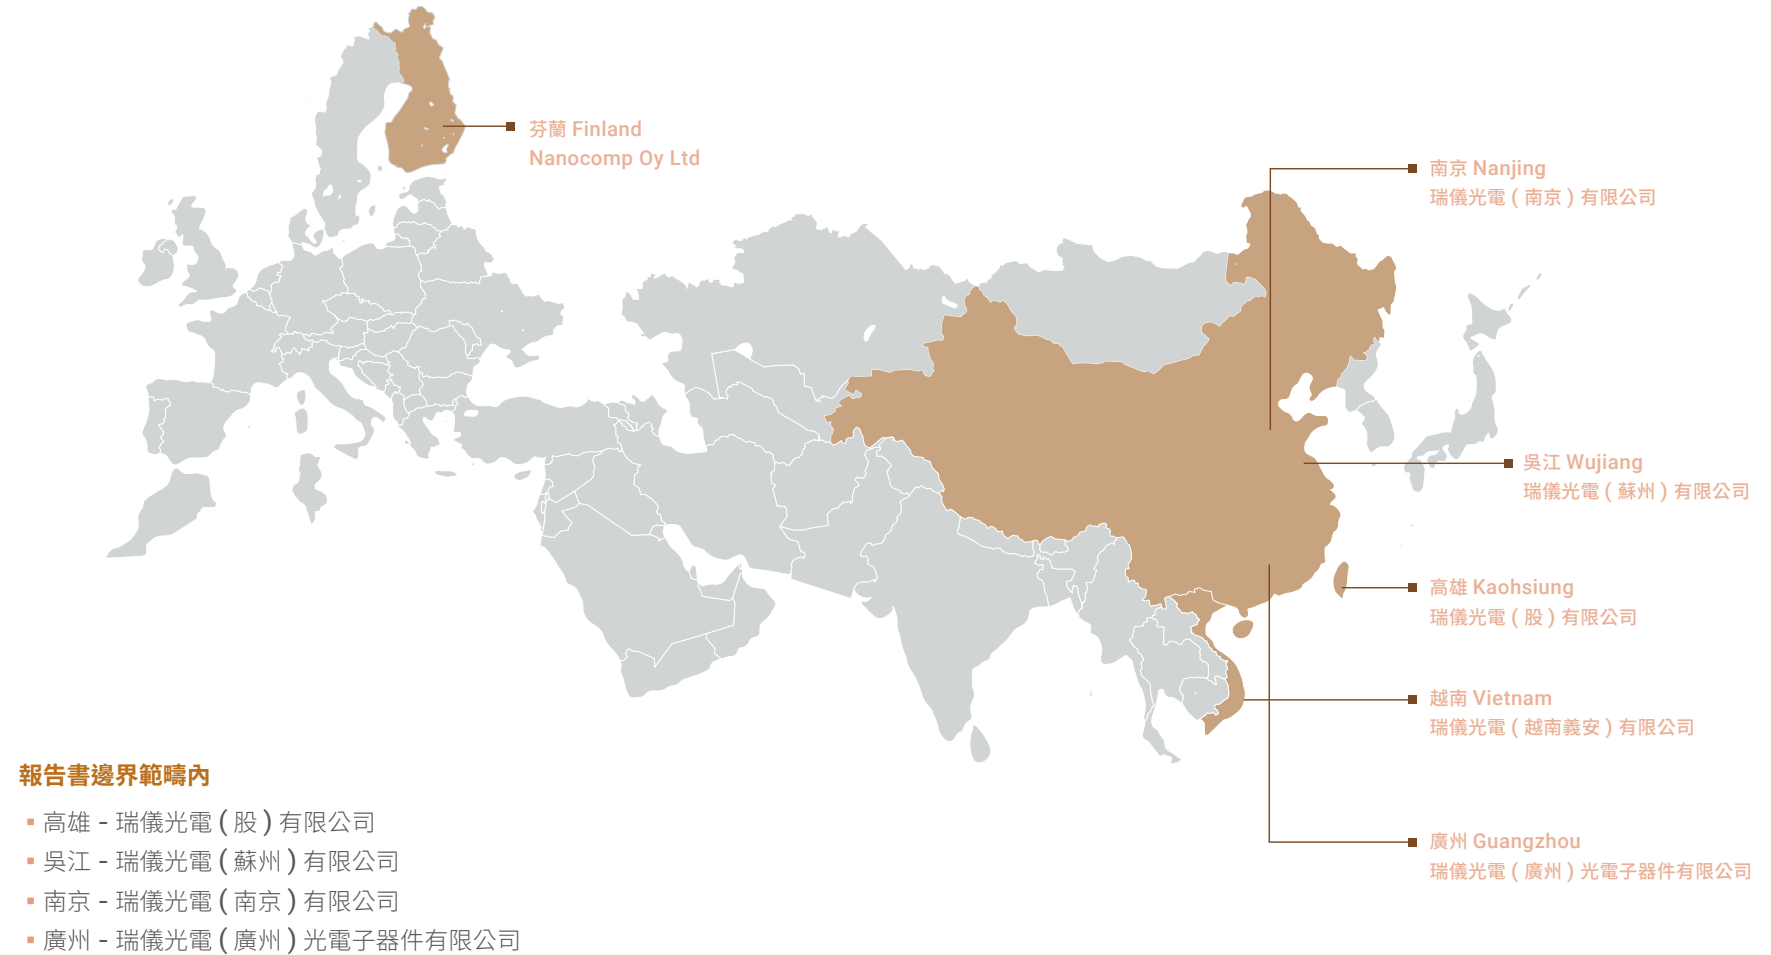 芬蘭 Finland
Nanocomp Oy Ltd
南京 Nanjing
瑞儀光電 ( 南京 ) 有限公司
吳江 Wujiang
瑞儀光電 ( 蘇州 ) 有限公司
高雄 Kaohsiung
瑞儀光電 ( 股 ) 有限公司
越南 Vietnam
瑞儀光電 ( 越南義安 ) 有限公司
廣州 Guangzhou
瑞儀光電 ( 廣州 ) 光電子器件有限公司
報告書邊界範疇內
▪ 高雄 - 瑞儀光電 ( 股 ) 有限公司
▪ 吳江 - 瑞儀光電 ( 蘇州 ) 有限公司
▪ 南京 - 瑞儀光電 ( 南京 ) 有限公司
▪ 廣州 - 瑞儀光電 ( 廣州 ) 光電子器件有限公司